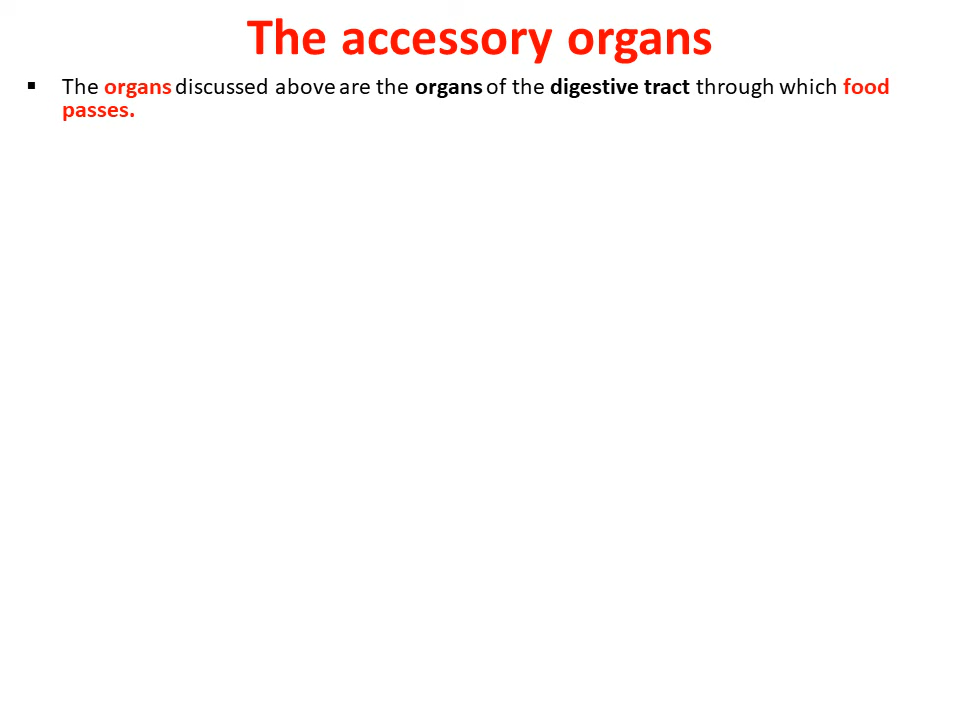 The accessory organs
▪ The organs discussed above are the organs of the digestive tract through which food
passes.